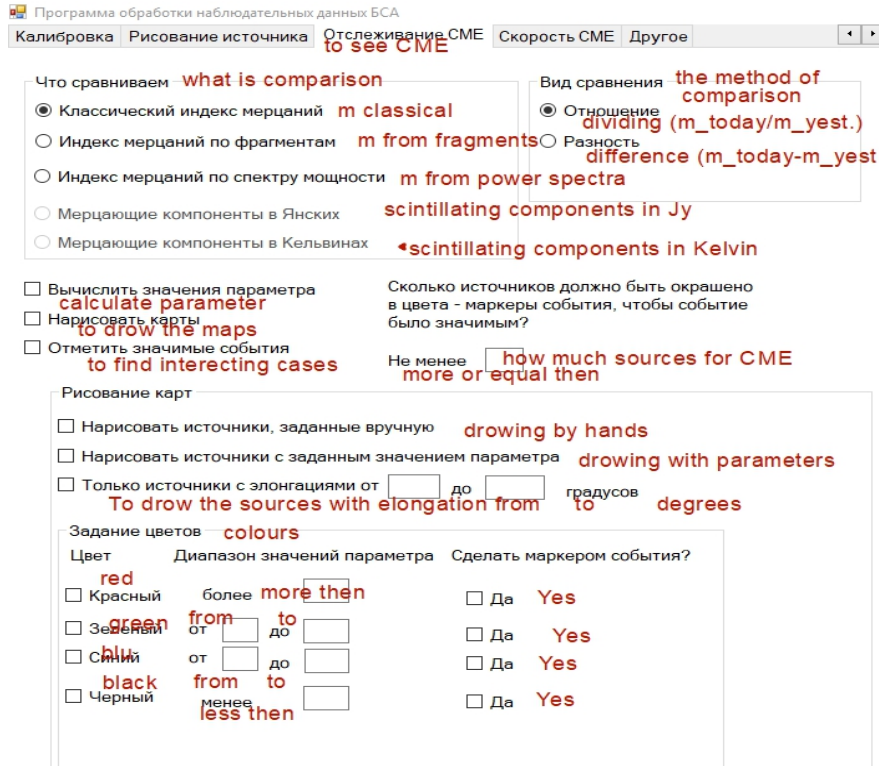 Программа обработки наблюдательных данных БСА
Калибровка Рисование источника Отслеживание CME Скорость CME Другое
to see CME
Что сравниваем what is comparison
Классический индекс мерцаний m classical
Индекс мерцаний по фрагментам m from fragments
Индекс мерцаний по спектру мощности m from power spectra
Мерцающие компоненты в Янских scintillating components in Jy
Мерцающие компоненты в Кельвинах scintillating components in Kelvin
Вид сравнения the method of
comparison
Отношение
dividing (m_today/m_yest.)
Разность
difference (m_today-m_yest
Вычислить значения параметра
calculate parameter
Нарисовать карты
to drow the maps
Отметить значимые события
to find interecting cases
Сколько источников должно быть окрашено
в цвета - маркеры события, чтобы событие
было значимым?
Не менее how much sources for CME
more or equal then
Рисование карт
Нарисовать источники, заданные вручную drowing by hands
Нарисовать источники с заданным значением параметра drowing with parameters
Только источники с элонгациями от до градусов
To drow the sources with elongation from to degrees
Задание цветов colours
Цвет Диапазон значений параметра Сделать маркером события?
red
Красный более more then Да Yes
green from to
Зеленый от до Да Yes
blu
Синий от до Да Yes
black from to
Черный менее Да Yes
less then